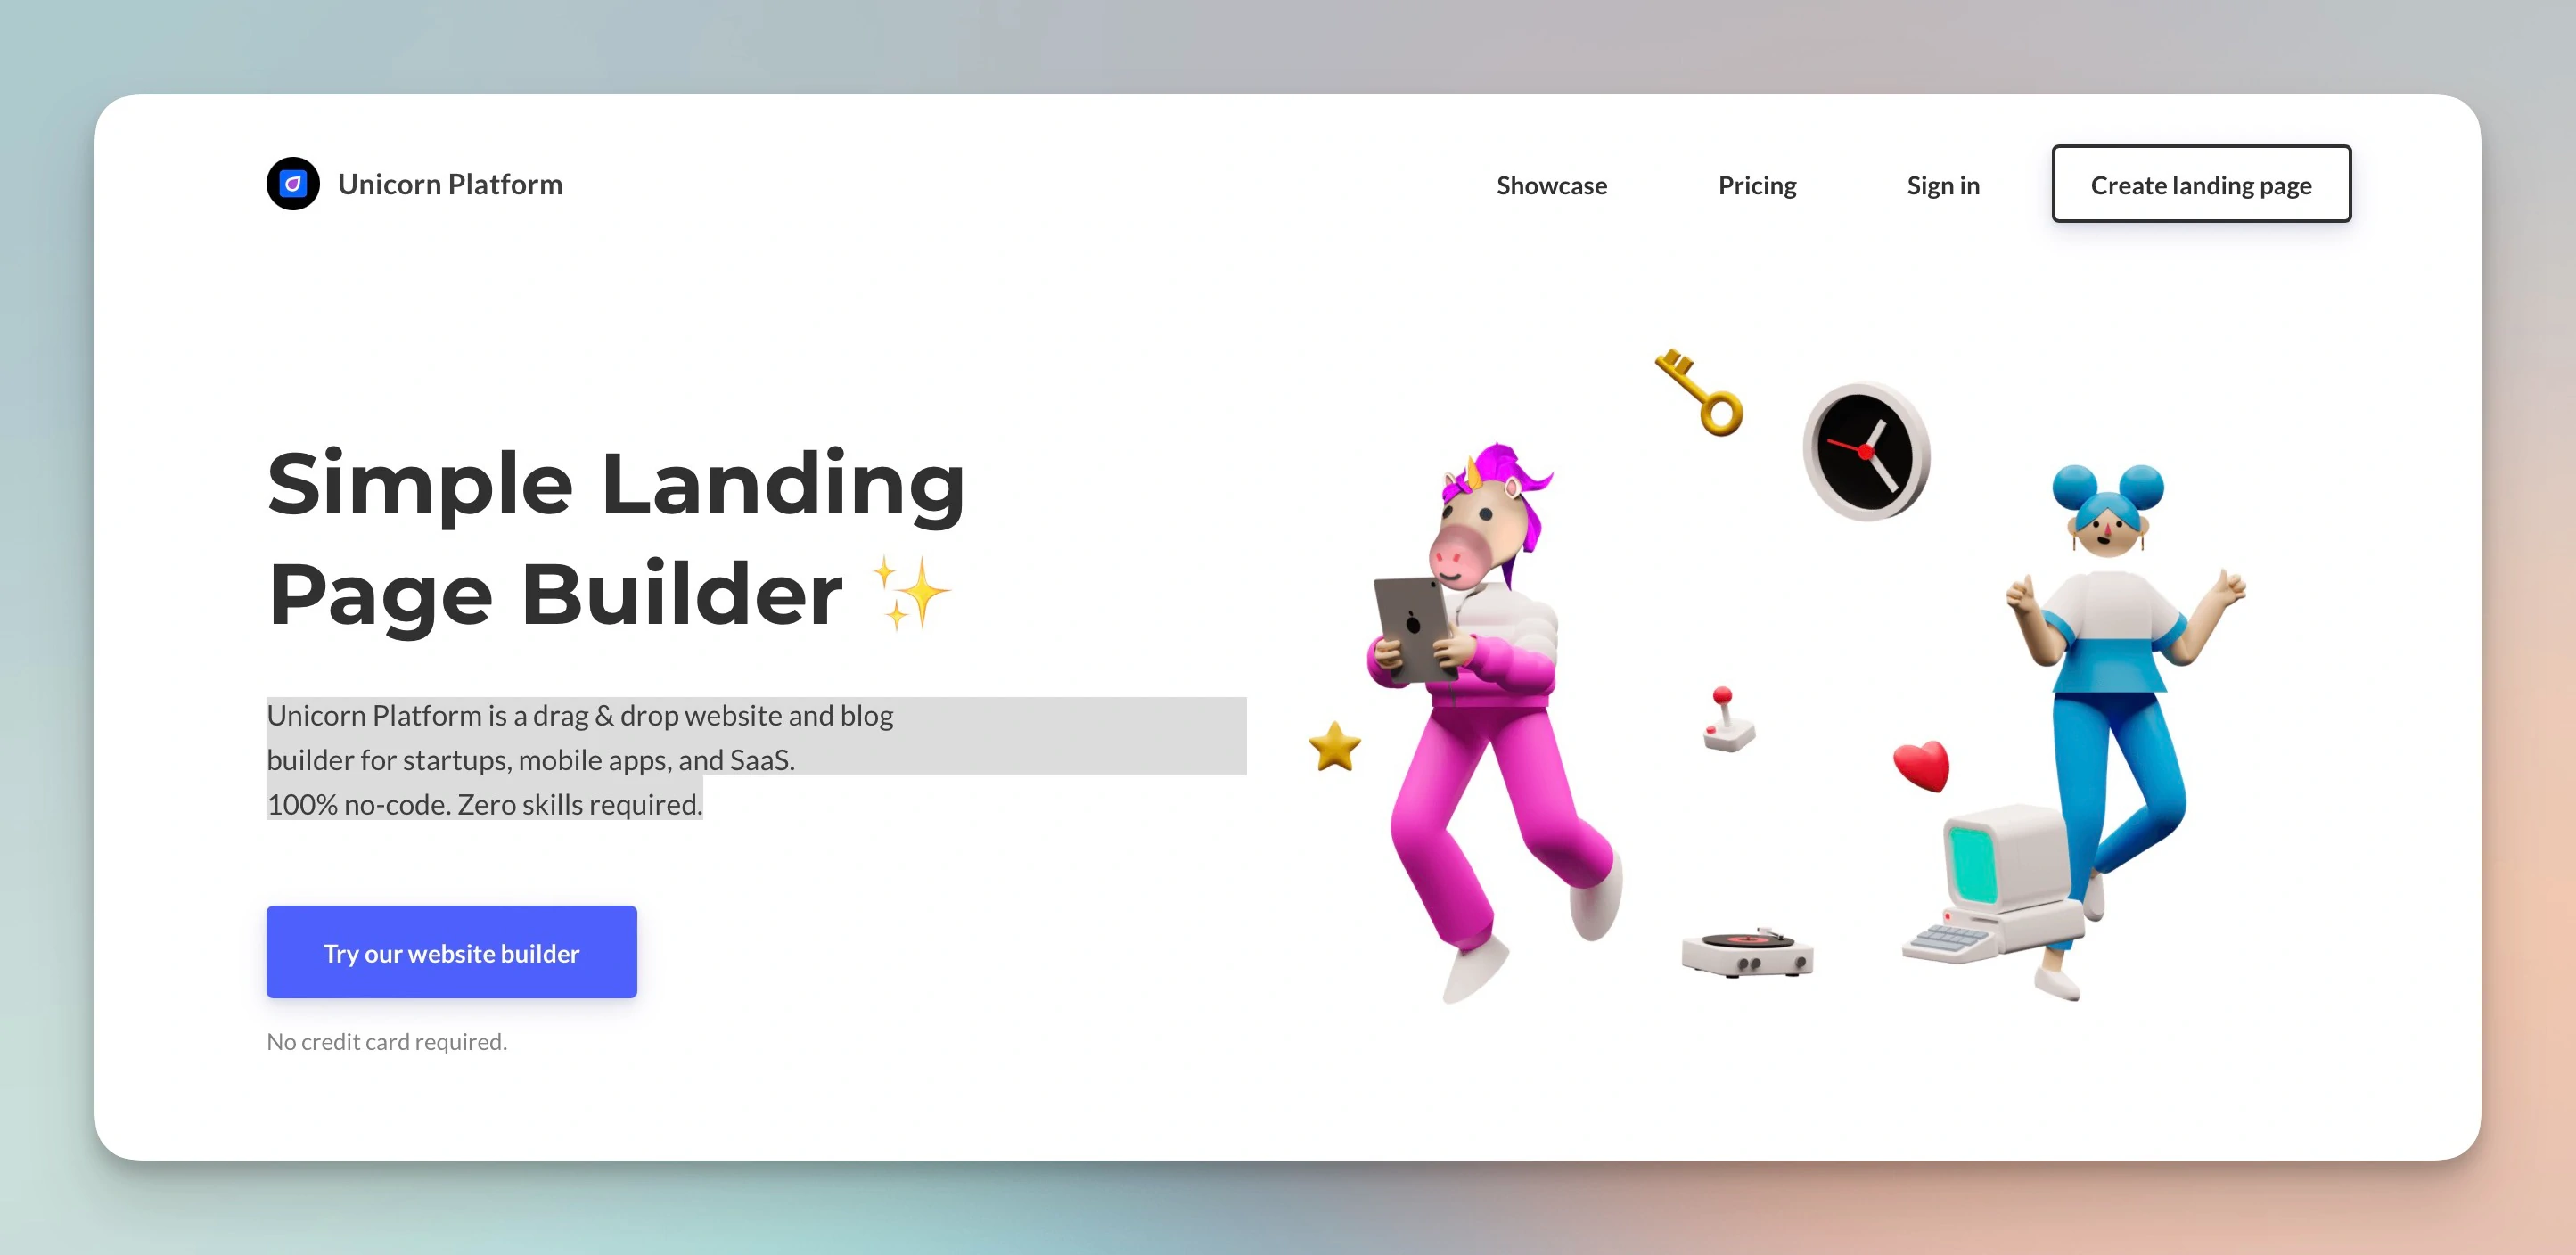 Unicorn Platform
Showcase
Pricing
Sign in
Create landing page
Simple Landing
Page Builder ✨
Unicorn Platform is a drag & drop website and blog
builder for startups, mobile apps, and SaaS.
100% no-code. Zero skills required.
Try our website builder
No credit card required.